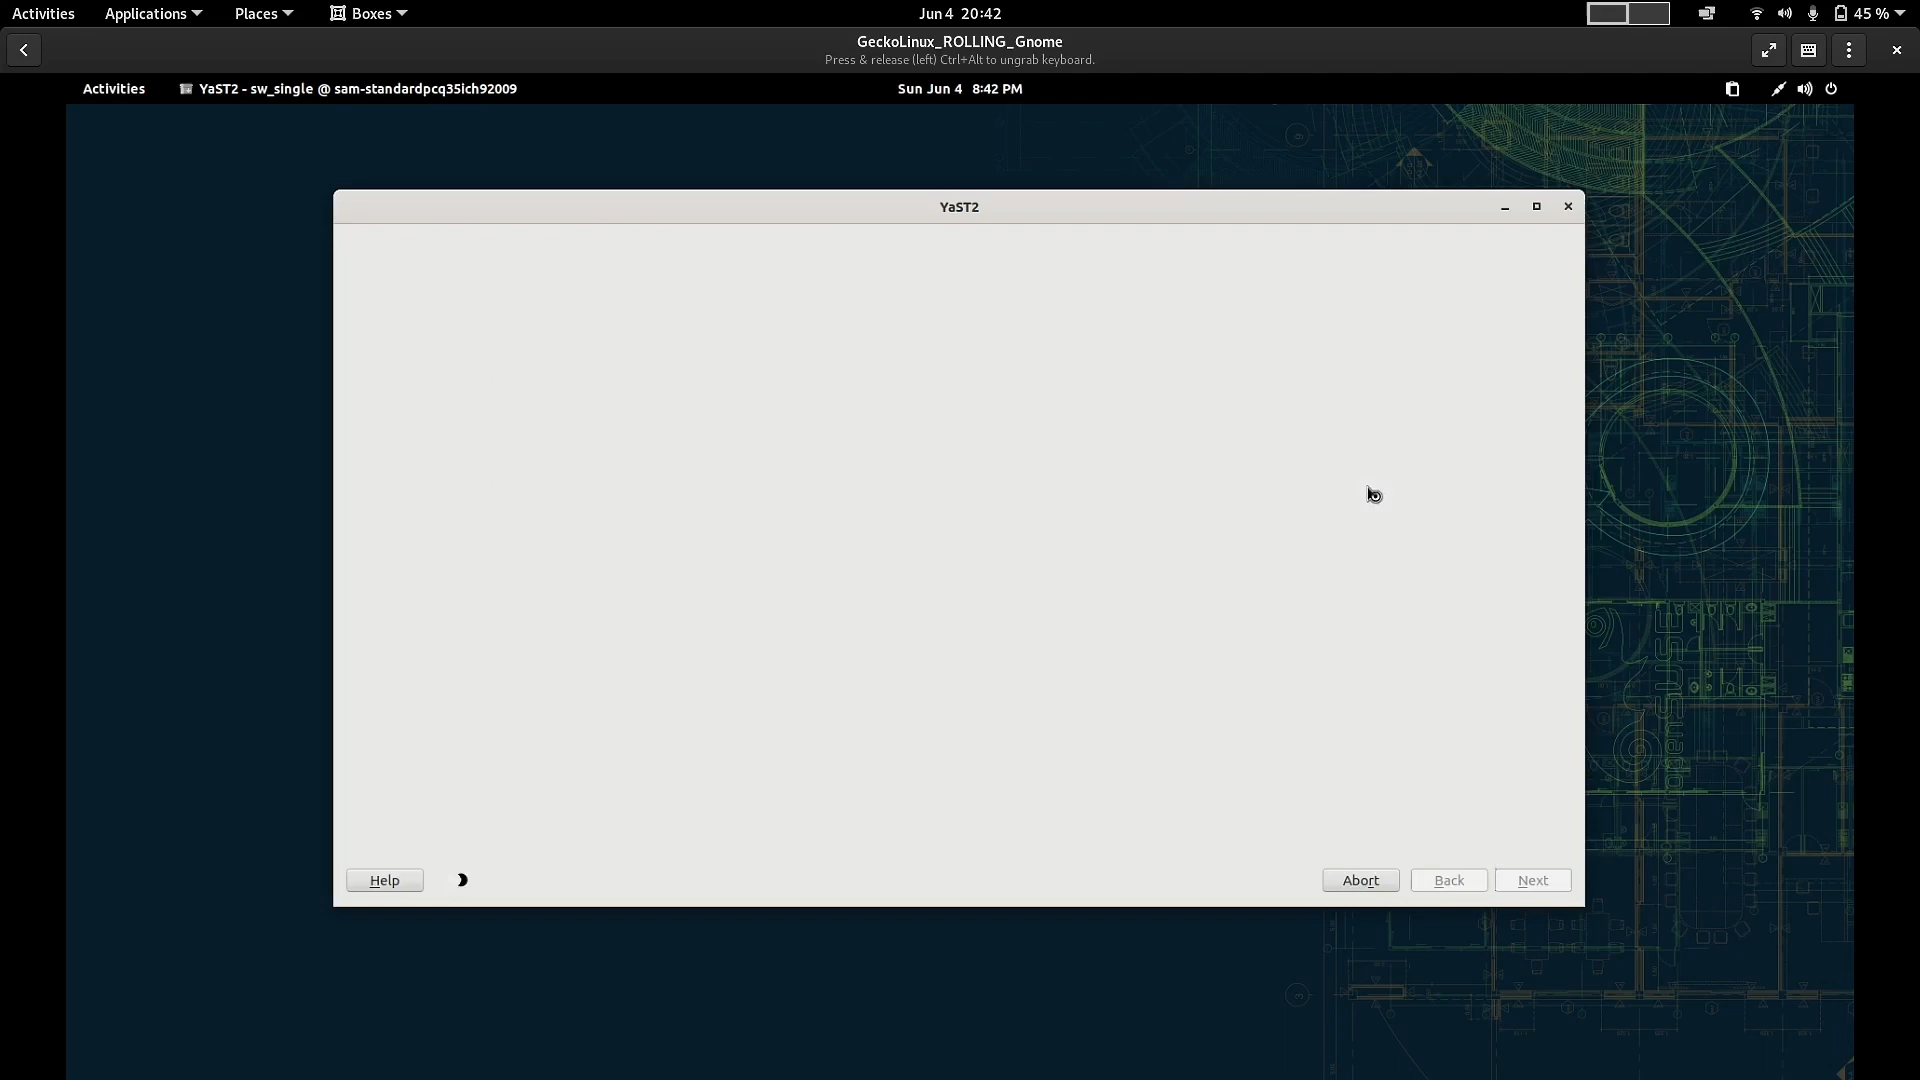 Activities Applications Places Boxes Jun 4 20:42 45 %
GeckoLinux_ROLLING_Gnome
Press & release (left) Ctrl+Alt to ungrab keyboard.
Activities YaST2 - sw_single @ sam-standardpcq35ich92009 Sun Jun 4 8:42 PM
YaST2
openSUSE
Help Abort Back Next